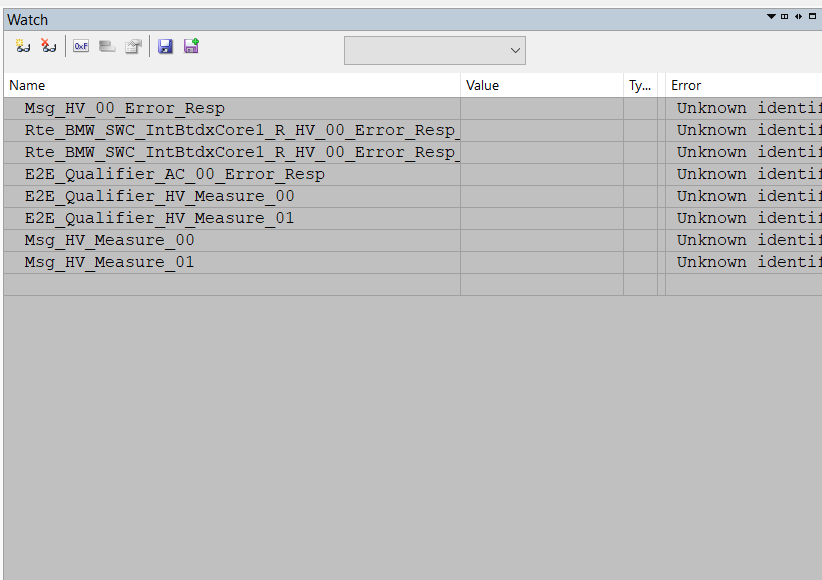 Watch
0xF
Name Value Ty... Error
Msg_HV_00_Error_Resp Unknown identif
Rte_BMW_SWC_IntBtdxCore1_R_HV_00_Error_Resp_ Unknown identif
Rte_BMW_SWC_IntBtdxCore1_R_HV_00_Error_Resp_ Unknown identif
E2E_Qualifier_AC_00_Error_Resp Unknown identif
E2E_Qualifier_HV_Measure_00 Unknown identif
E2E_Qualifier_HV_Measure_01 Unknown identif
Msg_HV_Measure_00 Unknown identif
Msg_HV_Measure_01 Unknown identif